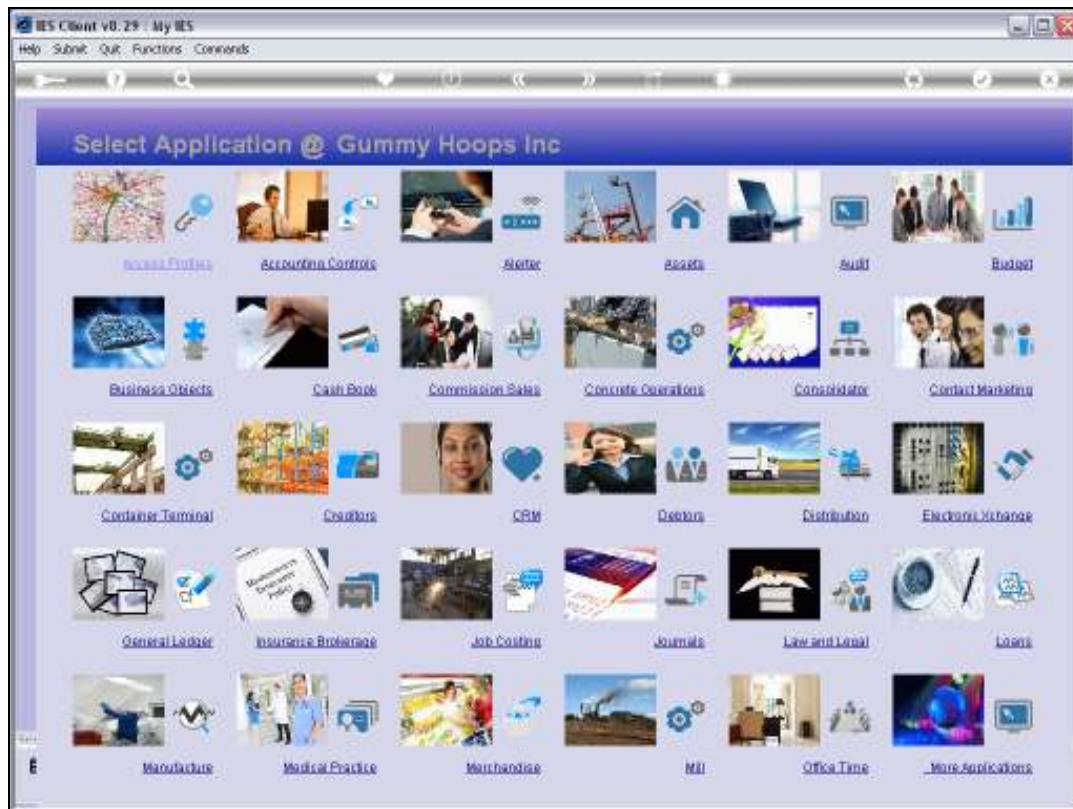 IES Client v8.29 : My IES
Help Submit Quit Functions Commands
Select Application @ Gummy Hoops Inc
Access Profiles Accounting Controls Alerter Assets Audit Budget
Business Objects Cash Book Commission Sales Concrete Operations Consolidator Contact Marketing
Container Terminal Creditors CRM Debtors Distribution Electronic Xchange
General Ledger Insurance Brokerage Job Costing Journals Law and Legal Loans
Manufacture Medical Practice Merchandise Mill Office Time ...More Applications